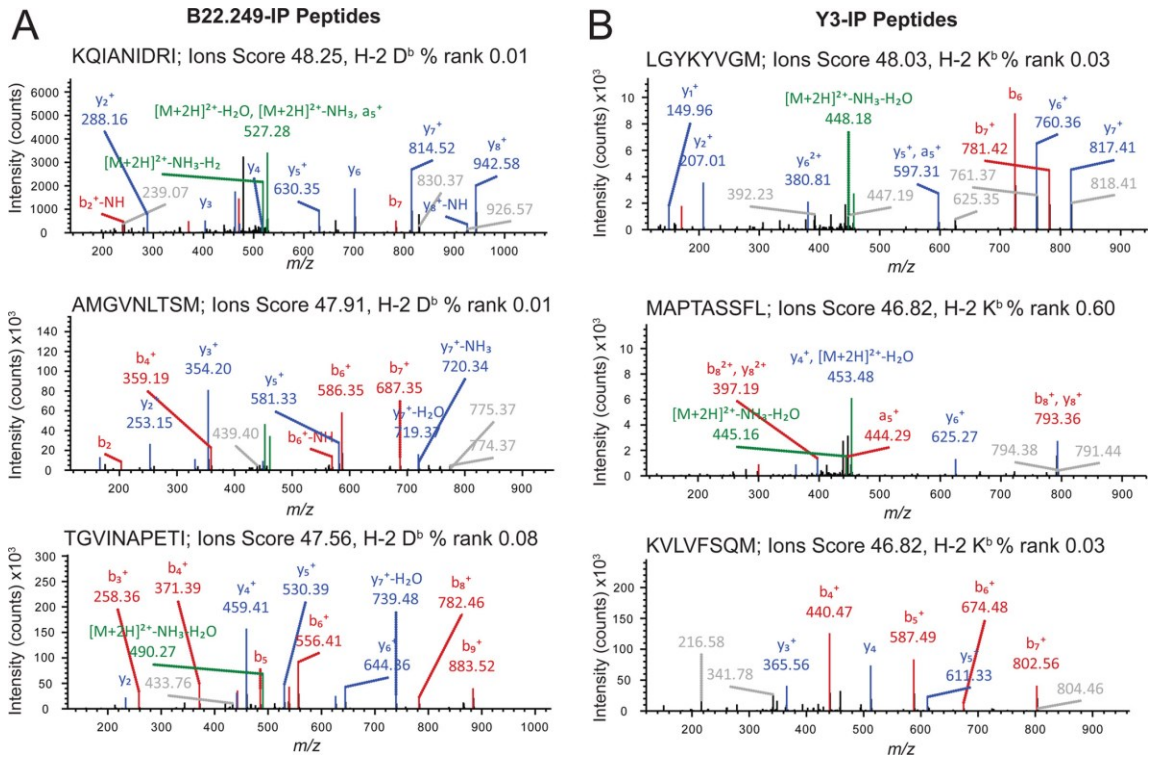 A
B22.249-IP Peptides
KQIANIDRI; Ions Score 48.25, H-2 Dᵇ % rank 0.01
Intensity (counts)
6000
5000
4000
3000
2000
1000
0
y₂⁺
288.16
[M+2H]²⁺-H₂O, [M+2H]²⁺-NH₃, a₅⁺
527.28
[M+2H]²⁺-NH₃-H₂
b₂⁺-NH
239.07
y₃
y₄
y₅⁺
630.35
y₆
b₇
y₇⁺
814.52
y₈⁺
942.58
830.37
y₈⁺-NH
926.57
200 300 400 500 600 700 800 900 1000
m/z
AMGVNLTSM; Ions Score 47.91, H-2 Dᵇ % rank 0.01
Intensity (counts) x10³
140
120
100
80
60
40
20
0
b₂
y₂
253.15
b₄⁺
359.19
y₃⁺
354.20
439.40
y₅⁺
581.33
b₆⁺-NH
b₆⁺
586.35
b₇⁺
687.35
y₇⁺-NH₃
720.34
y₇⁺-H₂O
719.37
775.37
774.37
200 300 400 500 600 700 800 900
m/z
TGVINAPETI; Ions Score 47.56, H-2 Dᵇ % rank 0.08
Intensity (counts) x10³
300
250
200
150
100
50
0
b₃⁺
258.36
b₄⁺
371.39
[M+2H]²⁺-NH₃-H₂O
490.27
y₂
433.76
y₄⁺
459.41
b₅
y₅⁺
530.39
b₆⁺
556.41
y₆⁺
644.36
y₇⁺-H₂O
739.48
b₈⁺
782.46
b₉⁺
883.52
200 300 400 500 600 700 800 900 1000
m/z
B
Y3-IP Peptides
LGYKYVGM; Ions Score 48.03, H-2 Kᵇ % rank 0.03
Intensity (counts) x10³
10
8
6
4
2
0
y₁⁺
149.96
y₂⁺
207.01
[M+2H]²⁺-NH₃-H₂O
448.18
392.23
y₆²⁺
380.81
447.19
y₅⁺, a₅⁺
597.31
625.35
b₆
b₇⁺
781.42
761.37
y₆⁺
760.36
y₇⁺
817.41
818.41
200 300 400 500 600 700 800 900
m/z
MAPTASSFL; Ions Score 46.82, H-2 Kᵇ % rank 0.60
Intensity (counts) x10³
10
8
6
4
2
0
b₈²⁺, y₈²⁺
397.19
y₄⁺, [M+2H]²⁺-H₂O
453.48
[M+2H]²⁺-NH₃-H₂O
445.16
a₅⁺
444.29
y₆⁺
625.27
b₈⁺, y₈⁺
793.36
794.38
791.44
200 300 400 500 600 700 800 900
m/z
KVLVFSQM; Ions Score 46.82, H-2 Kᵇ % rank 0.03
Intensity (counts) x10³
200
150
100
50
0
216.58
341.78
y₃⁺
365.56
b₄⁺
440.47
y₄
b₅⁺
587.49
y₅⁺
611.33
b₆⁺
674.48
b₇⁺
802.56
804.46
200 300 400 500 600 700 800 900
m/z